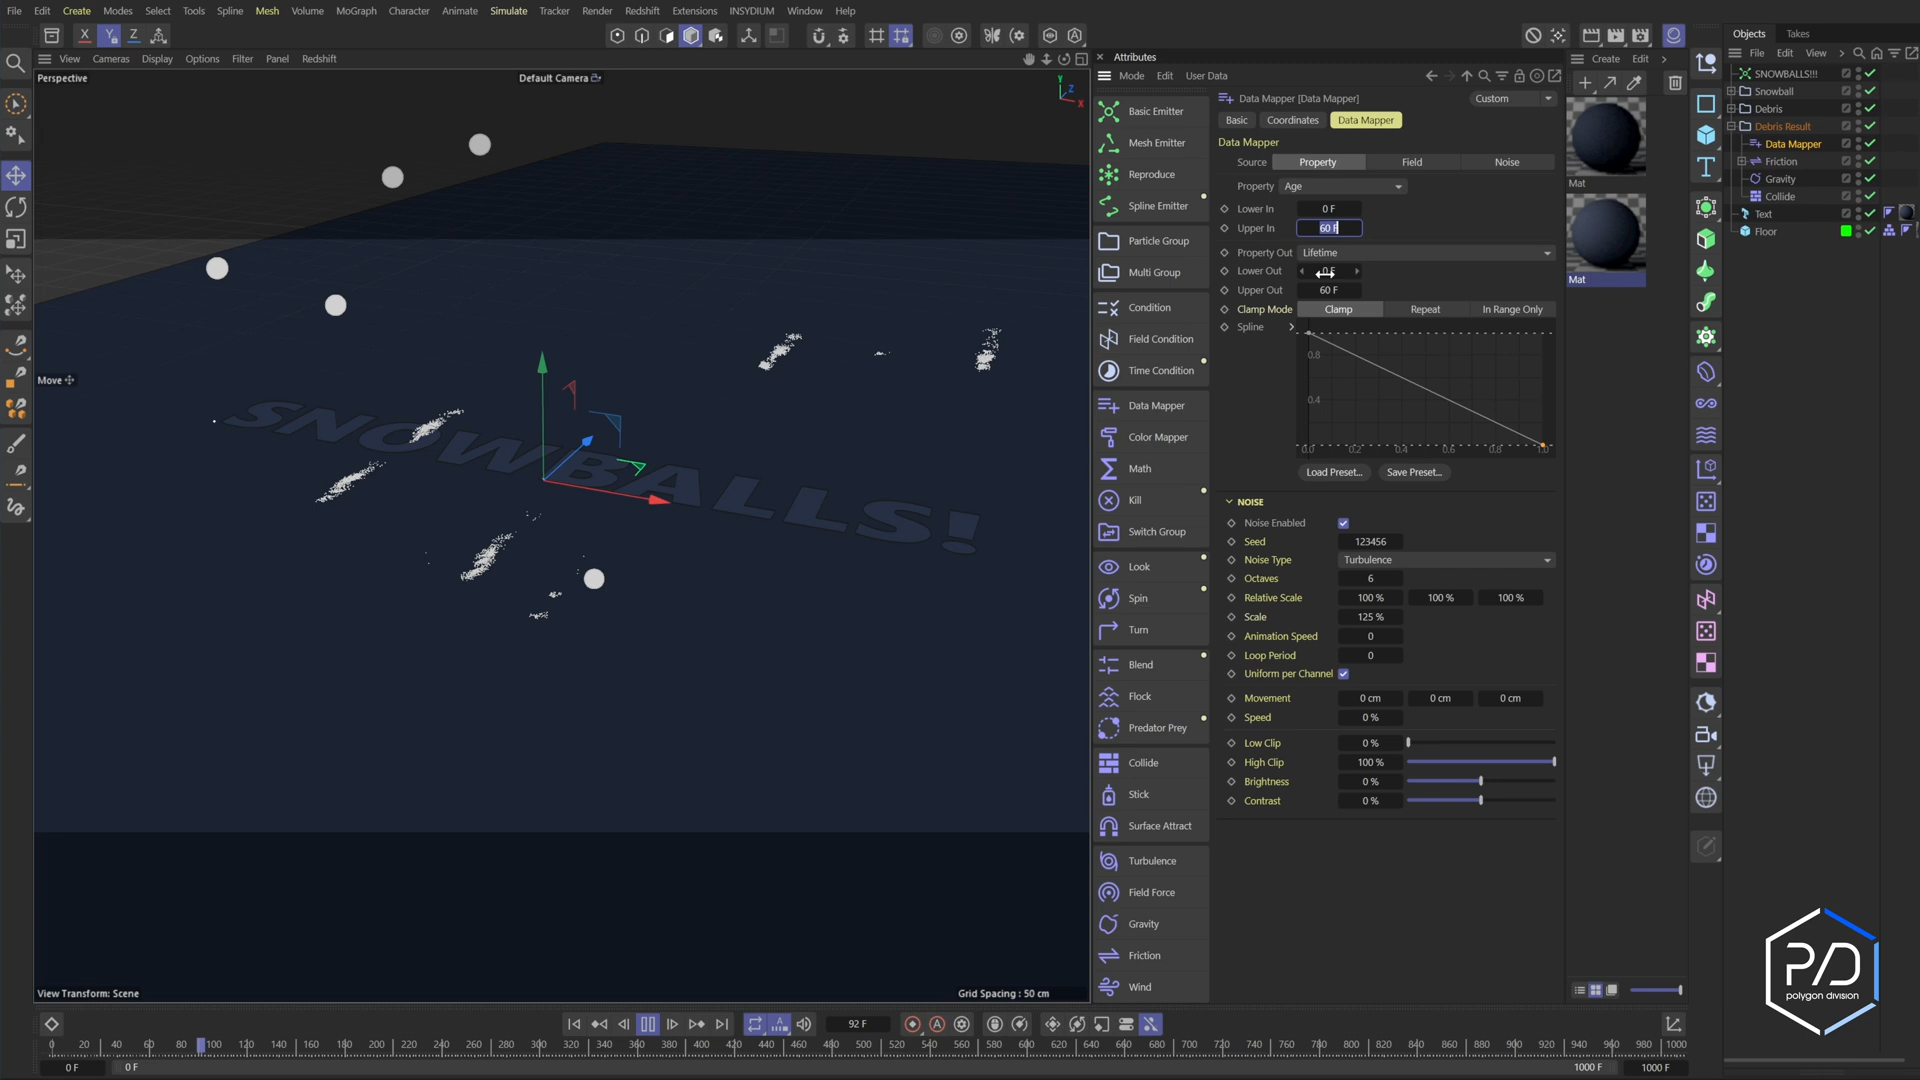 File Edit Create Modes Select Tools Spline Mesh Volume MoGraph Character Animate Simulate Tracker Render Redshift Extensions INSYDIUM Window Help
X Y Z
View Cameras Display Options Filter Panel Redshift
Perspective
Default Camera
Y
Z
X
Move
SNOWBALLS!
View Transform: Scene
Grid Spacing : 50 cm
Attributes
Mode Edit User Data
Basic Emitter
Mesh Emitter
Reproduce
Spline Emitter
Particle Group
Multi Group
Condition
Field Condition
Time Condition
Data Mapper
Color Mapper
Math
Kill
Switch Group
Look
Spin
Turn
Blend
Flock
Predator Prey
Collide
Stick
Surface Attract
Turbulence
Field Force
Gravity
Friction
Wind
Data Mapper [Data Mapper]
Custom
Basic Coordinates Data Mapper
Data Mapper
Source Property Field Noise
Property Age
Lower In 0 F
Upper In 60 F
Property Out Lifetime
Lower Out 0 F
Upper Out 60 F
Clamp Mode Clamp Repeat In Range Only
Spline
0.8
0.4
0.0 0.2 0.4 0.6 0.8 1.0
Load Preset... Save Preset...
NOISE
Noise Enabled
Seed 123456
Noise Type Turbulence
Octaves 6
Relative Scale 100 % 100 % 100 %
Scale 125 %
Animation Speed 0
Loop Period 0
Uniform per Channel
Movement 0 cm 0 cm 0 cm
Speed 0 %
Low Clip 0 %
High Clip 100 %
Brightness 0 %
Contrast 0 %
Create Edit
Mat
Mat
Objects Takes
File Edit View
SNOWBALLS!!!
Snowball
Debris
Debris Result
Data Mapper
Friction
Gravity
Collide
Text
Floor
92 F
0 20 40 60 80 100 120 140 160 180 200 220 240 260 280 300 320 340 360 380 400 420 440 460 480 500 520 540 560 580 600 620 640 660 680 700 720 740 760 780 800 820 840 860 880 900 920 940 960 980 1000
0 F 0 F 1000 F 1000 F
P/D
polygon division